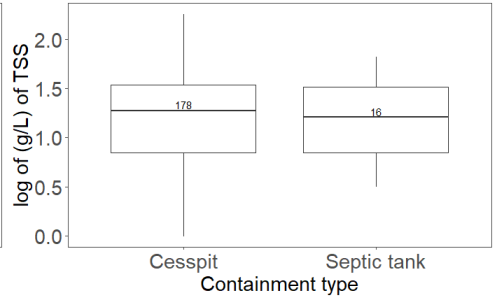 log of (g/L) of TSS
2.0
1.5
1.0
0.5
0.0
178
16
Cesspit Septic tank
Containment type